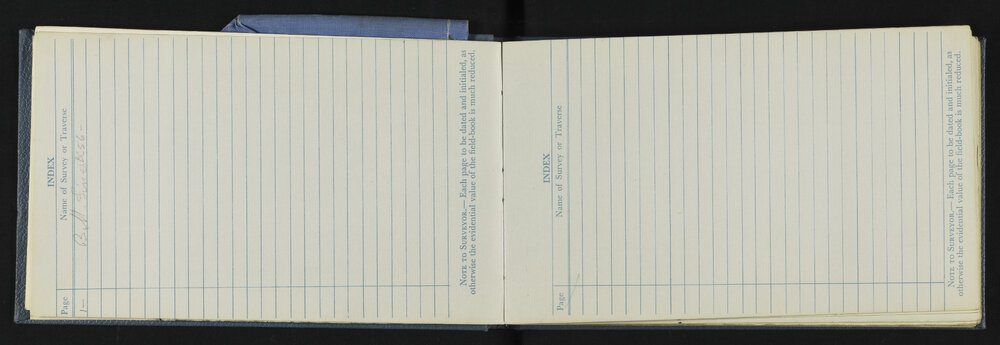 INDEX
Page Name of Survey or Traverse
1—
NOTE TO SURVEYOR.— Each page to be dated and initialed, as
otherwise the evidential value of the field-book is much reduced.
INDEX
Page Name of Survey or Traverse
NOTE TO SURVEYOR.— Each page to be dated and initialed, as
otherwise the evidential value of the field-book is much reduced.